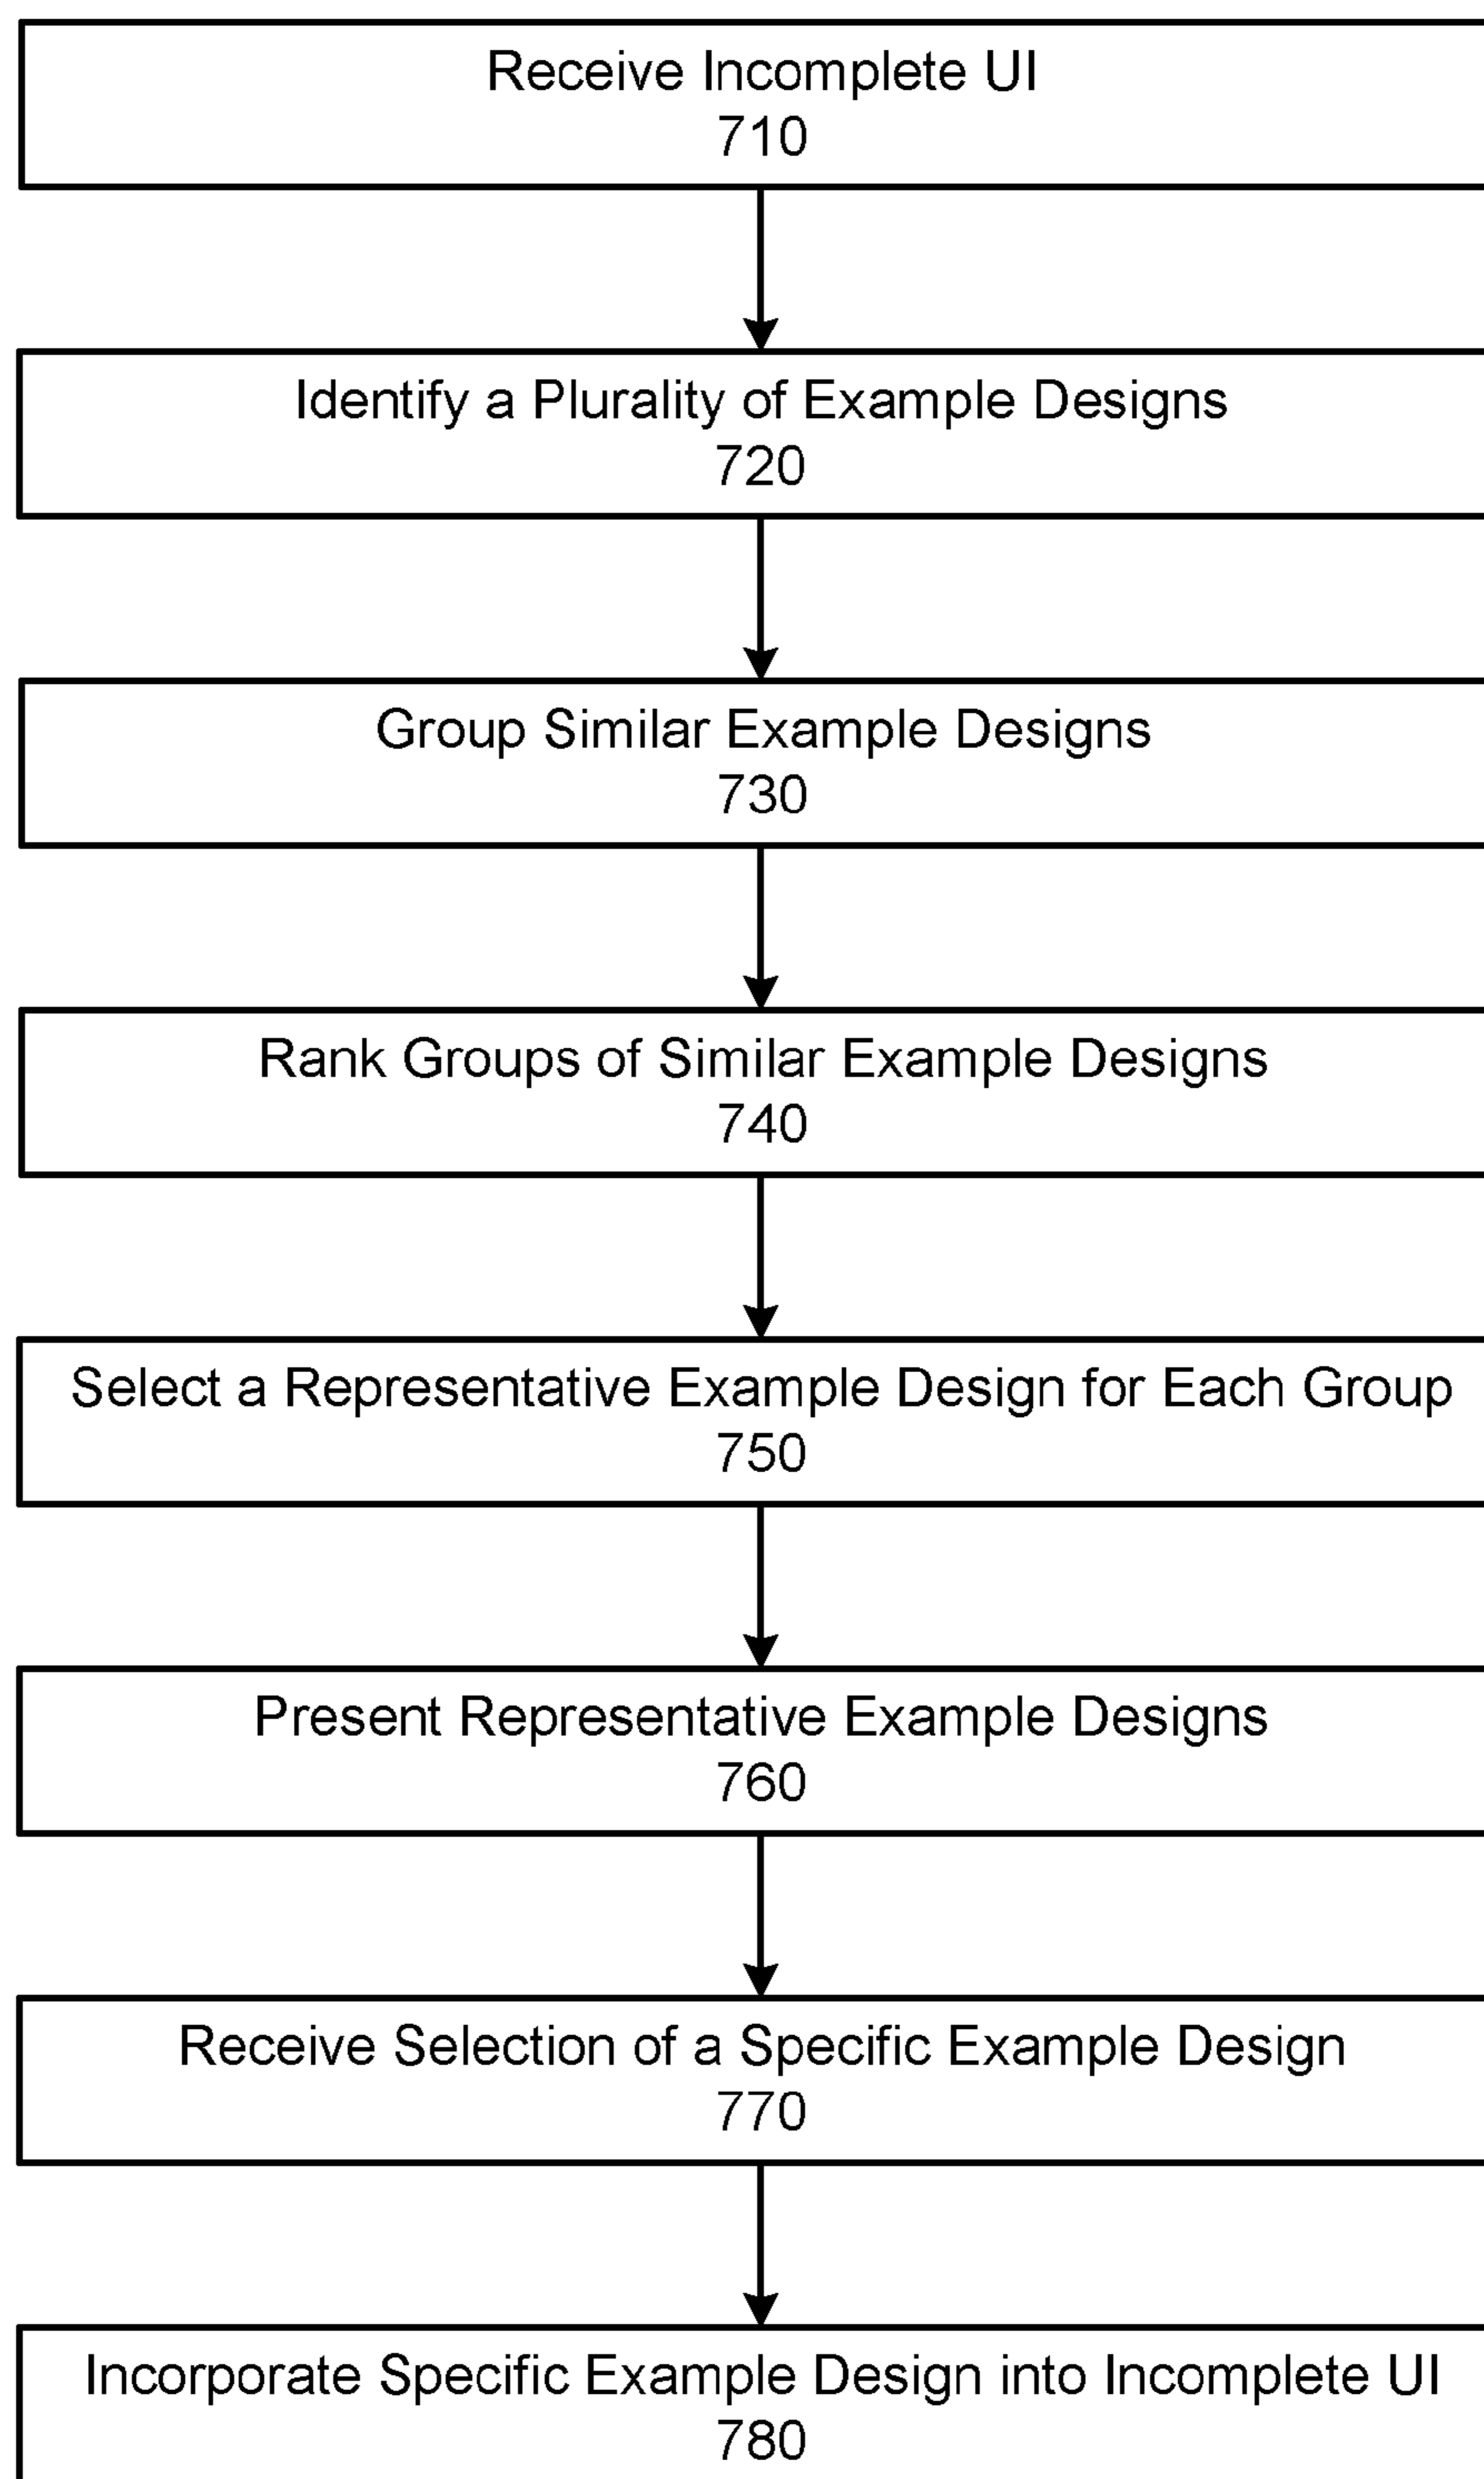 Receive Incomplete UI
710
Identify a Plurality of Example Designs
720
Group Similar Example Designs
730
Rank Groups of Similar Example Designs
740
Select a Representative Example Design for Each Group
750
Present Representative Example Designs
760
Receive Selection of a Specific Example Design
770
Incorporate Specific Example Design into Incomplete UI
780